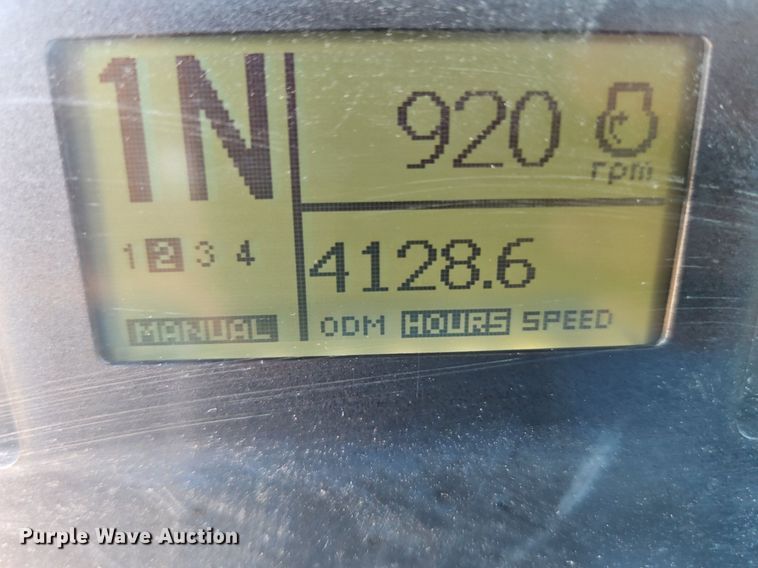 1N
920
rpm
1 2 3 4
4128.6
MANUAL
ODM HOURS SPEED
Purple Wave Auction